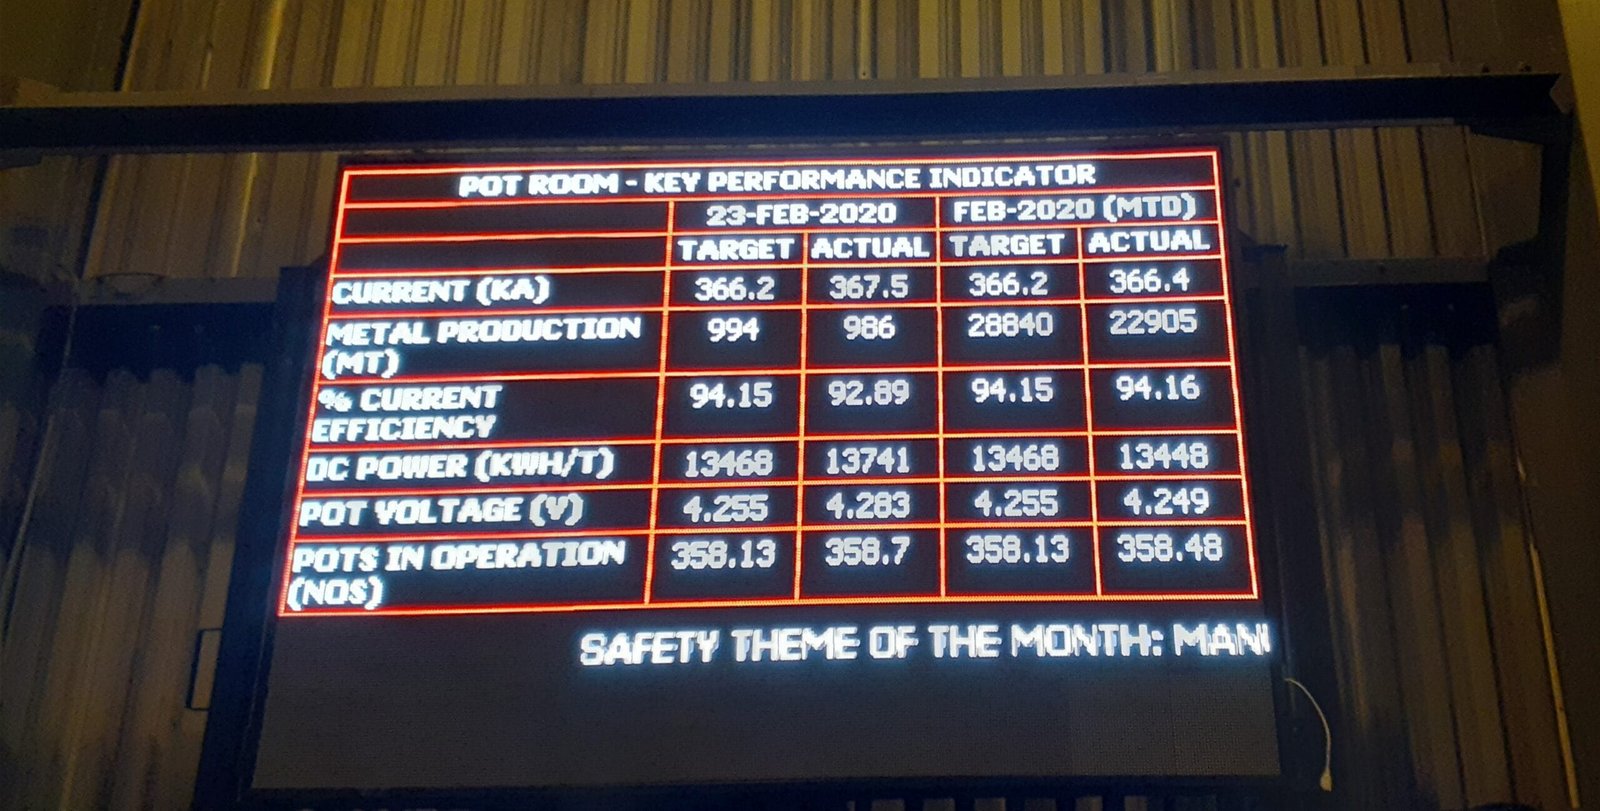 POT ROOM - KEY PERFORMANCE INDICATOR
23-FEB-2020 FEB-2020 (MTD)
TARGET ACTUAL TARGET ACTUAL
CURRENT (KA) 366.2 367.5 366.2 366.4
METAL PRODUCTION 994 986 28840 22905
(MT)
% CURRENT 94.15 92.89 94.15 94.16
EFFICIENCY
DC POWER (KWH/T) 13468 13741 13468 13448
POT VOLTAGE (V) 4.255 4.283 4.255 4.249
POTS IN OPERATION 358.13 358.7 358.13 358.48
(NOS)
SAFETY THEME OF THE MONTH: